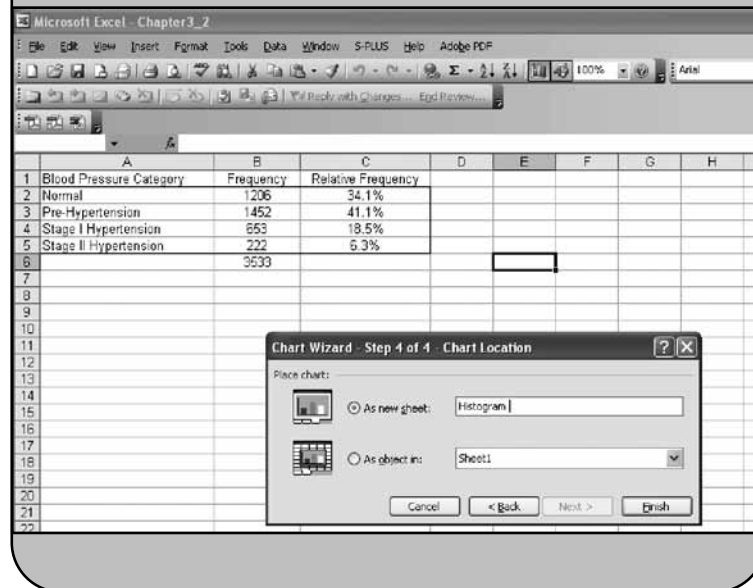 Microsoft Excel - Chapter3_2
File Edit View Insert Format Tools Data Window S-PLUS Help Adobe PDF
100% Arial
Reply with Changes... End Review...
fx
A B C D E F G H
1 Blood Pressure Category Frequency Relative Frequency
2 Normal 1206 34.1%
3 Pre-Hypertension 1452 41.1%
4 Stage I Hypertension 653 18.5%
5 Stage II Hypertension 222 6.3%
6 3533
7
8
9
10
11
12
13
14
15
16
17
18
19
20
21
22
Chart Wizard - Step 4 of 4 - Chart Location
Place chart:
As new sheet: Histogram
As object in: Sheet1
Cancel < Back Next > Finish